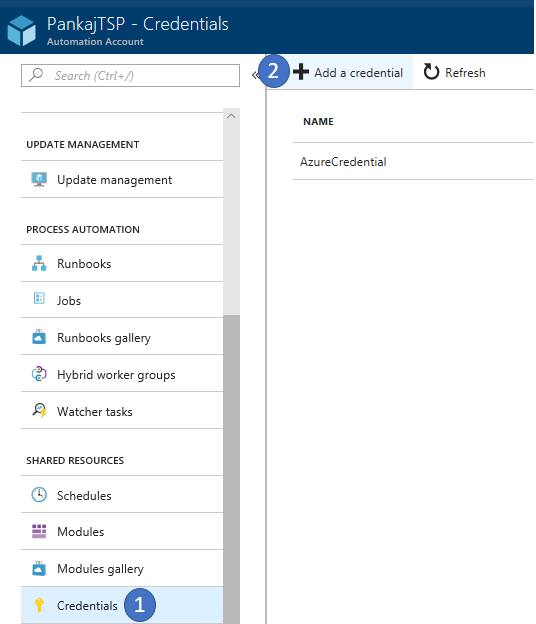 PankajTSP - Credentials
Automation Account
Search (Ctrl+/)
«
2
Add a credential
Refresh
NAME
AzureCredential
UPDATE MANAGEMENT
Update management
PROCESS AUTOMATION
Runbooks
Jobs
Runbooks gallery
Hybrid worker groups
Watcher tasks
SHARED RESOURCES
Schedules
Modules
Modules gallery
Credentials 1